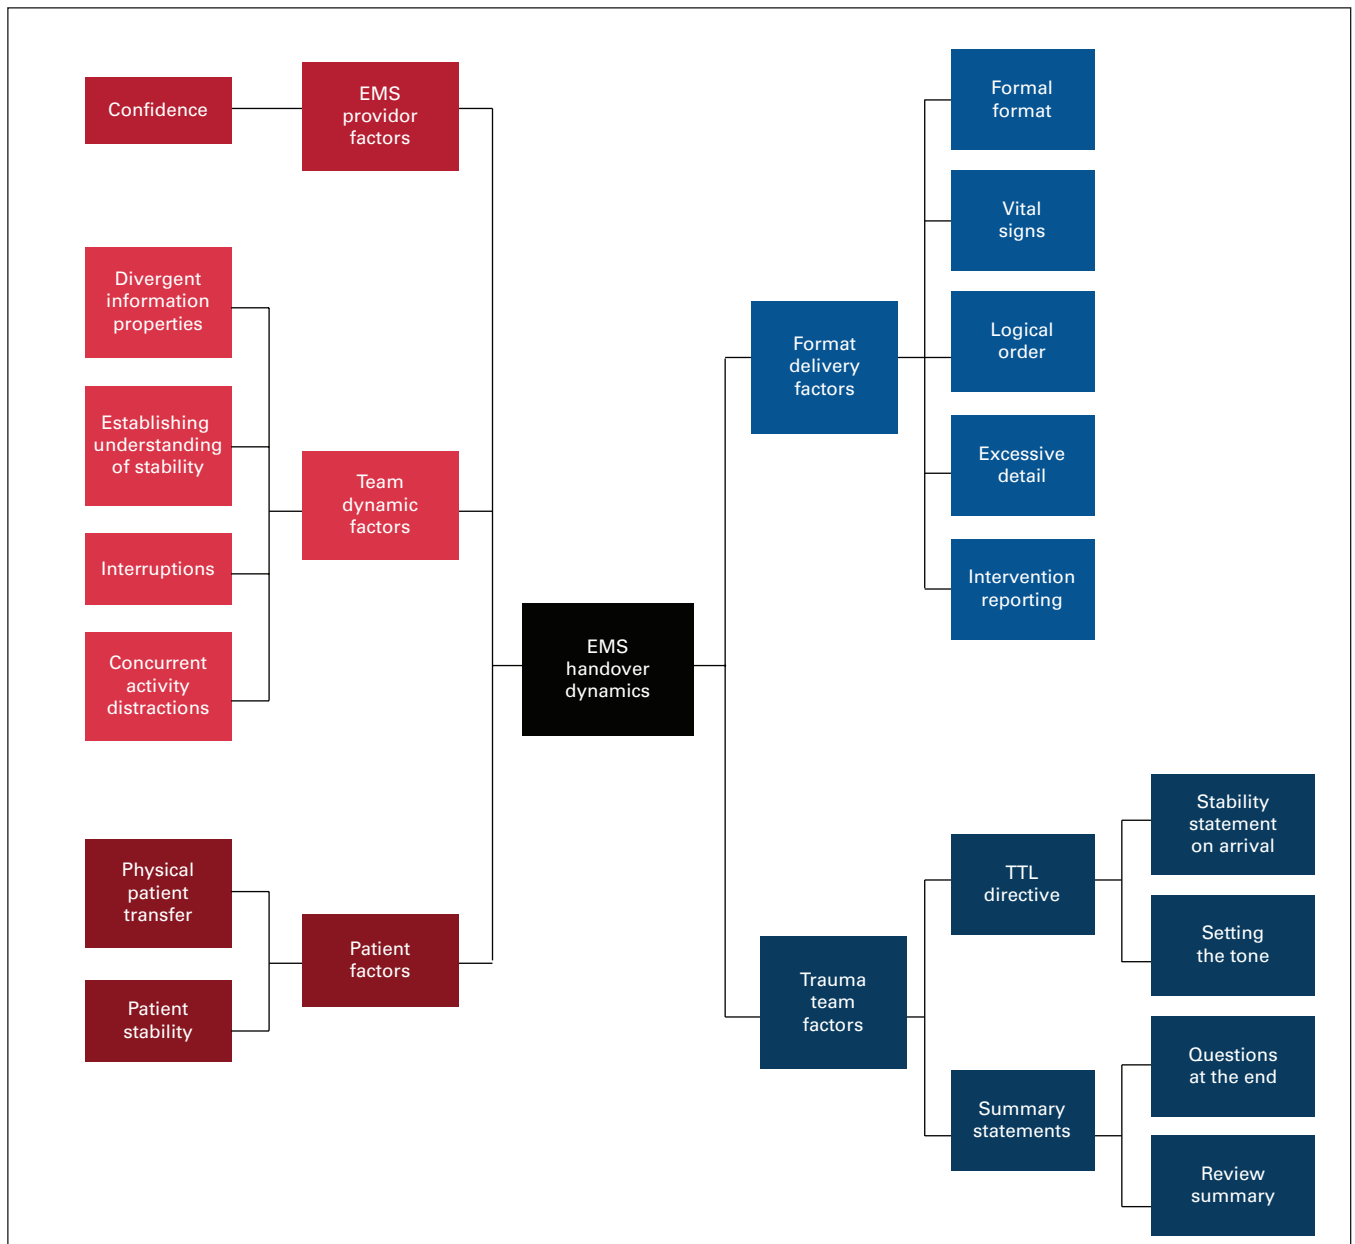 Confidence
EMS
providor
factors
Divergent
information
properties
Establishing
understanding
of stability
Interruptions
Concurrent
activity
distractions
Team
dynamic
factors
Physical
patient
transfer
Patient
stability
Patient
factors
EMS
handover
dynamics
Format
delivery
factors
Formal
format
Vital
signs
Logical
order
Excessive
detail
Intervention
reporting
Trauma
team
factors
TTL
directive
Stability
statement
on arrival
Setting
the tone
Summary
statements
Questions
at the end
Review
summary